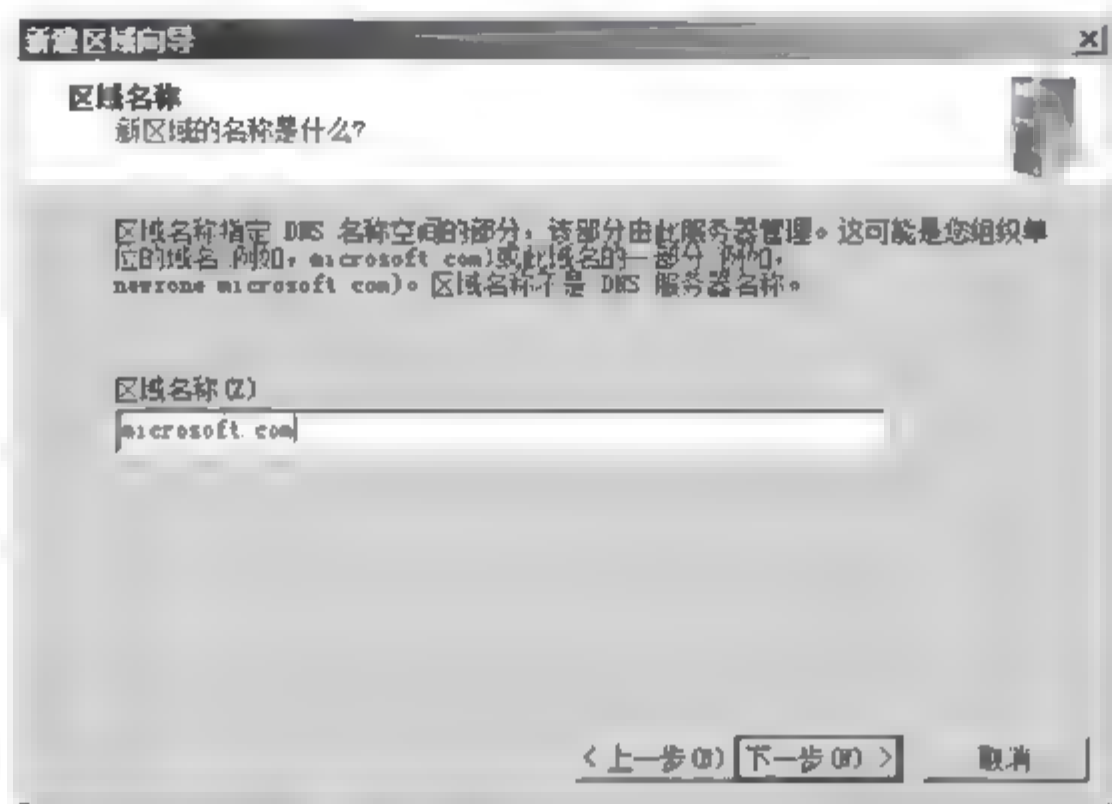 新建区域向导
区域名称
新区域的名称是什么?
区域名称指定 DNS 名称空间的部分，该部分由此服务器管理。这可能是您组织单
位的域名 例如，microsoft com)或此域名的一部分 例如，
newzone microsoft com)。区域名称不是 DNS 服务器名称。
区域名称(Z)
microsoft.com
< 上一步(B) 下一步(N) > 取消